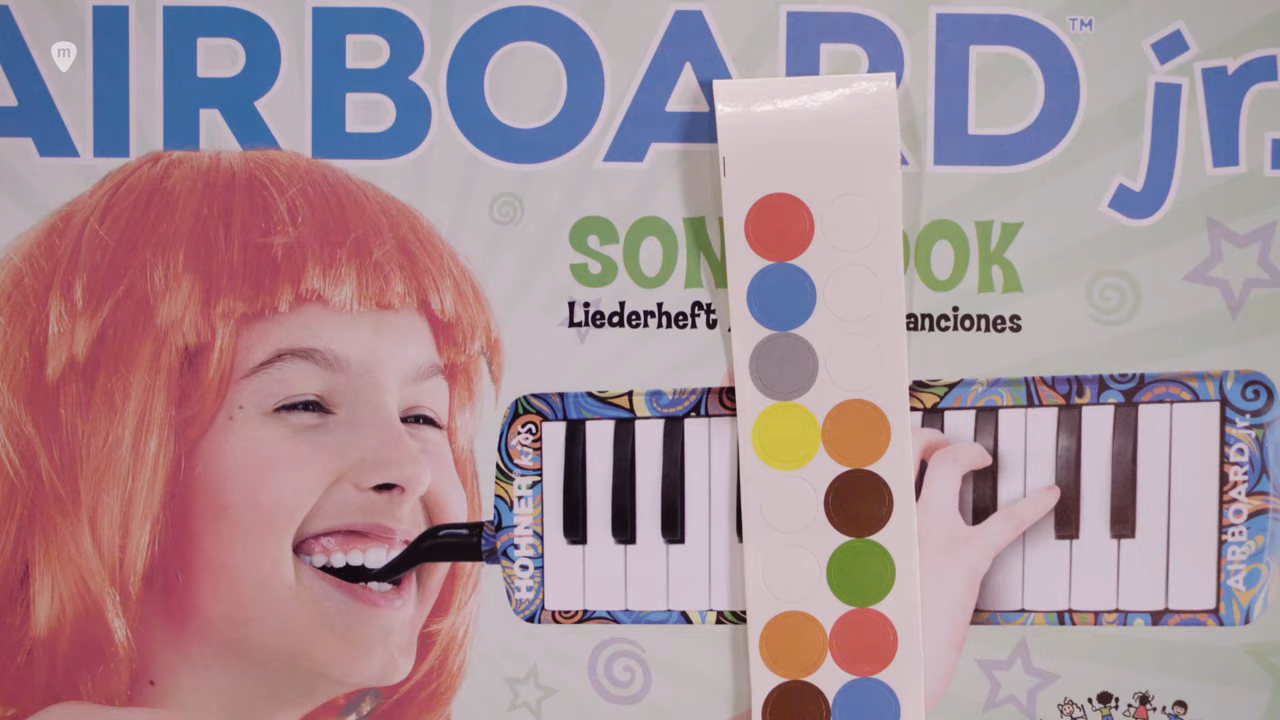 m
AIRBOARD™ jr.
SON OOK
Liederheft anciones
HOHNER kids
AIRBOARD jr.